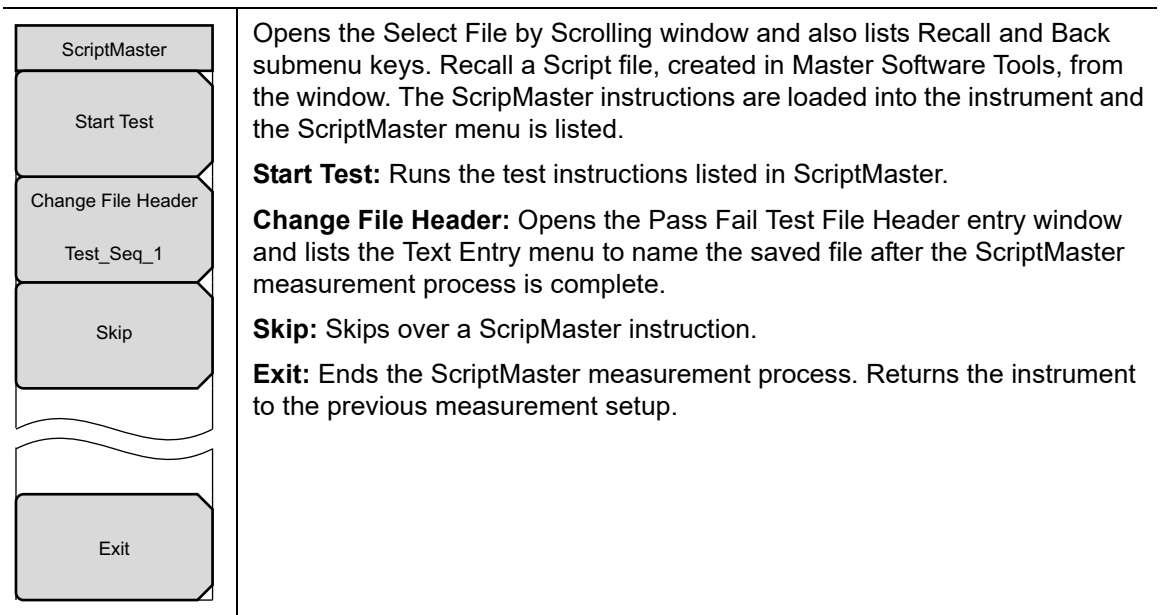 ScriptMaster
Start Test
Change File Header
Test_Seq_1
Skip
Exit
Opens the Select File by Scrolling window and also lists Recall and Back
submenu keys. Recall a Script file, created in Master Software Tools, from
the window. The ScripMaster instructions are loaded into the instrument and
the ScriptMaster menu is listed.
Start Test: Runs the test instructions listed in ScriptMaster.
Change File Header: Opens the Pass Fail Test File Header entry window
and lists the Text Entry menu to name the saved file after the ScriptMaster
measurement process is complete.
Skip: Skips over a ScripMaster instruction.
Exit: Ends the ScriptMaster measurement process. Returns the instrument
to the previous measurement setup.